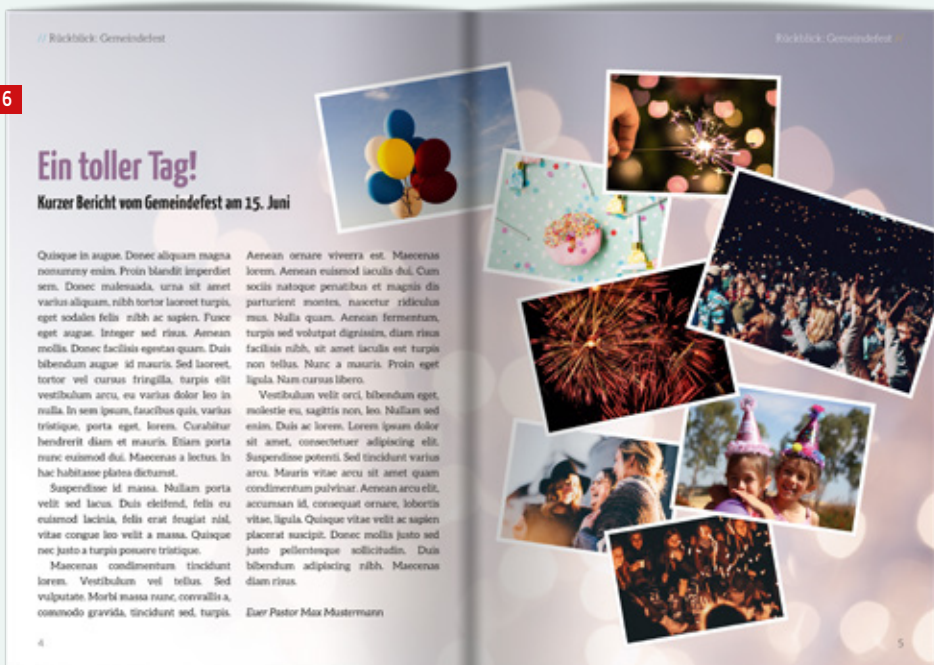 // Rückblick: Gemeindefest
Rückblick: Gemeindefest //
6
Ein toller Tag!
Kurzer Bericht vom Gemeindefest am 15. Juni
Quisque in augue. Donec aliquam magna
nonummy enim. Proin blandit imperdiet
sem. Donec malesuada, urna sit amet
varius aliquam, nibh tortor laoreet turpis,
eget sodales felis nibh ac sapien. Fusce
eget augue. Integer sed risus. Aenean
mollis. Donec facilisis egestas quam. Duis
bibendum augue id mauris. Sed laoreet,
tortor vel cursus fringilla, turpis elit
vestibulum arcu, eu varius dolor leo in
nulla. In sem ipsum, faucibus quis, varius
tristique, porta eget, lorem. Curabitur
hendrerit diam et mauris. Etiam porta
nunc euismod dui. Maecenas a lectus. In
hac habitasse platea dictumst.
Suspendisse id massa. Nullam porta
velit sed lacus. Duis eleifend, felis eu
euismod lacinia, felis erat feugiat nisl,
vitae congue leo velit a massa. Quisque
nec justo a turpis posuere tristique.
Maecenas condimentum tincidunt
lorem. Vestibulum vel tellus. Sed
vulputate. Morbi massa nunc, convallis a,
commodo gravida, tincidunt sed, turpis.
Aenean ornare viverra est. Maecenas
lorem. Aenean euismod iaculis dui. Cum
sociis natoque penatibus et magnis dis
parturient montes, nascetur ridiculus
mus. Nulla quam. Aenean fermentum,
turpis sed volutpat dignissim, diam risus
facilisis nibh, sit amet iaculis est turpis
non tellus. Nunc a mauris. Proin eget
ligula. Nam cursus libero.
Vestibulum velit orci, bibendum eget,
molestie eu, sagittis non, leo. Nullam sed
enim. Duis ac lorem. Lorem ipsum dolor
sit amet, consectetuer adipiscing elit.
Suspendisse potenti. Sed tincidunt varius
arcu. Mauris vitae arcu sit amet quam
condimentum pulvinar. Aenean arcu elit,
accumsan id, consequat ornare, lobortis
vitae, ligula. Quisque vitae velit ac sapien
placerat suscipit. Donec mollis justo sed
justo pellentesque sollicitudin. Duis
bibendum adipiscing nibh. Maecenas
diam risus.
Euer Pastor Max Mustermann
4
5